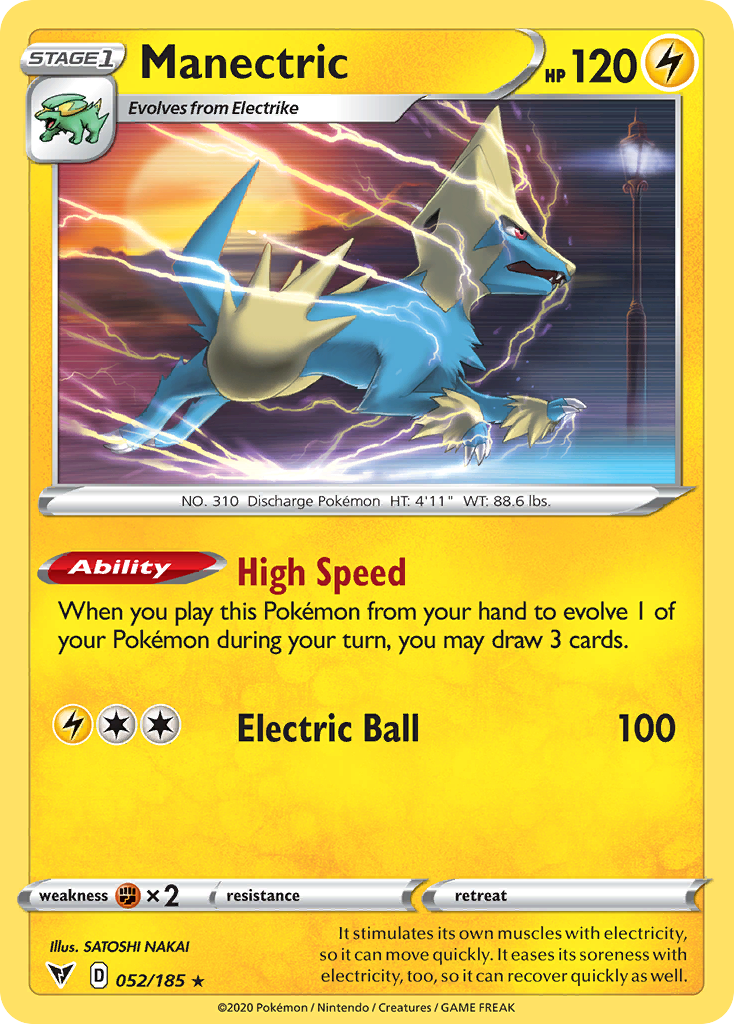 STAGE1
Manectric
HP 120
Evolves from Electrike
NO. 310 Discharge Pokémon HT: 4'11" WT: 88.6 lbs.
Ability High Speed
When you play this Pokémon from your hand to evolve 1 of
your Pokémon during your turn, you may draw 3 cards.
Electric Ball 100
weakness ×2 resistance retreat
Illus. SATOSHI NAKAI
It stimulates its own muscles with electricity,
so it can move quickly. It eases its soreness with
electricity, too, so it can recover quickly as well.
D 052/185 ★
©2020 Pokémon / Nintendo / Creatures / GAME FREAK